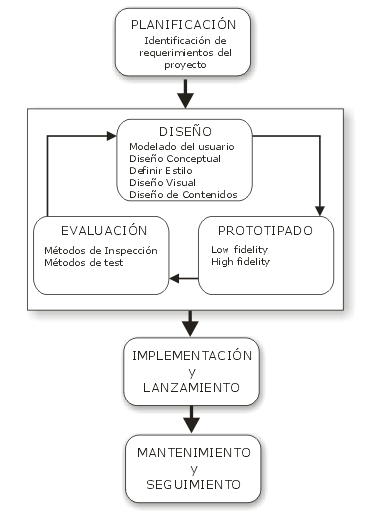 PLANIFICACIÓN
Identificación de
requerimientos del
proyecto
DISEÑO
Modelado del usuario
Diseño Conceptual
Definir Estilo
Diseño Visual
Diseño de Contenidos
EVALUACIÓN
Métodos de Inspección
Métodos de test
PROTOTIPADO
Low fidelity
High fidelity
IMPLEMENTACIÓN
y
LANZAMIENTO
MANTENIMIENTO
y
SEGUIMIENTO